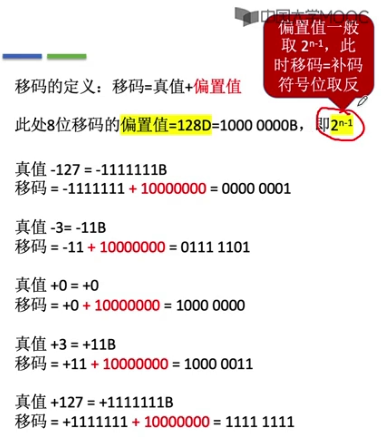 中国大学MOOC
偏置值一般
取 2ⁿ⁻¹，此
时移码=补码
符号位取反
移码的定义：移码=真值+偏置值
此处8位移码的偏置值=128D=1000 0000B，即2ⁿ⁻¹
真值 -127 = -1111111B
移码 = -1111111 + 10000000 = 0000 0001
真值 -3= -11B
移码 = -11 + 10000000 = 0111 1101
真值 +0 = +0
移码 = +0 + 10000000 = 1000 0000
真值 +3 = +11B
移码 = +11 + 10000000 = 1000 0011
真值 +127 = +1111111B
移码 = +1111111 + 10000000 = 1111 1111